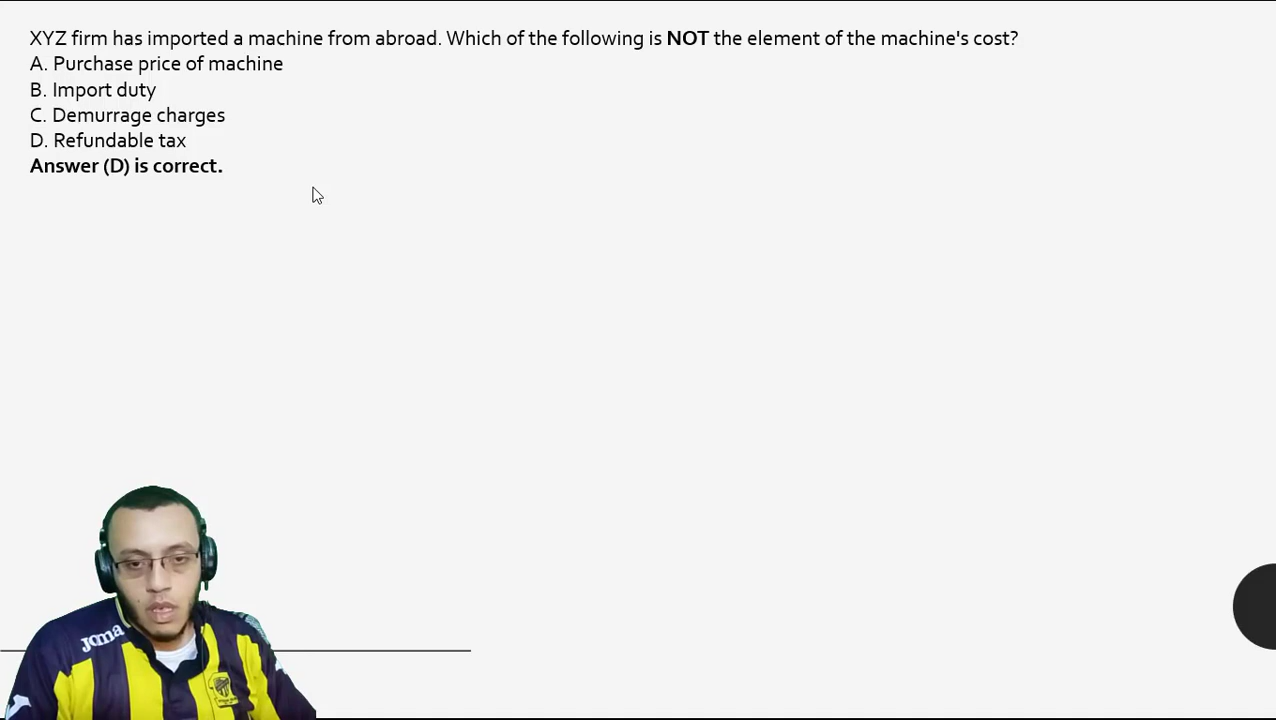 XYZ firm has imported a machine from abroad. Which of the following is NOT the element of the machine's cost?
A. Purchase price of machine
B. Import duty
C. Demurrage charges
D. Refundable tax
Answer (D) is correct.
Joma